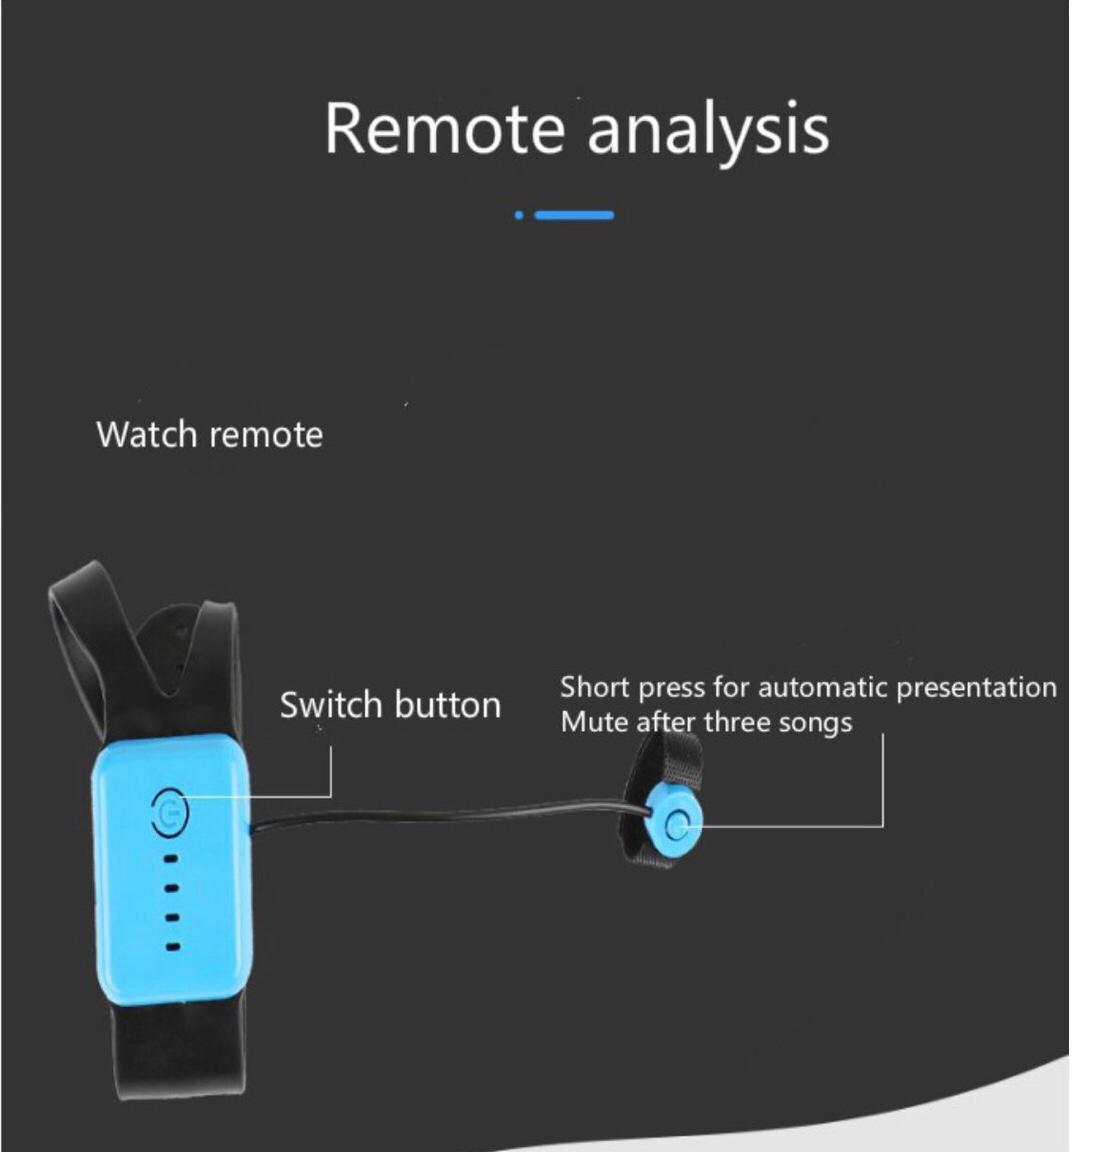 Remote analysis
Watch remote
Switch button
Short press for automatic presentation
Mute after three songs